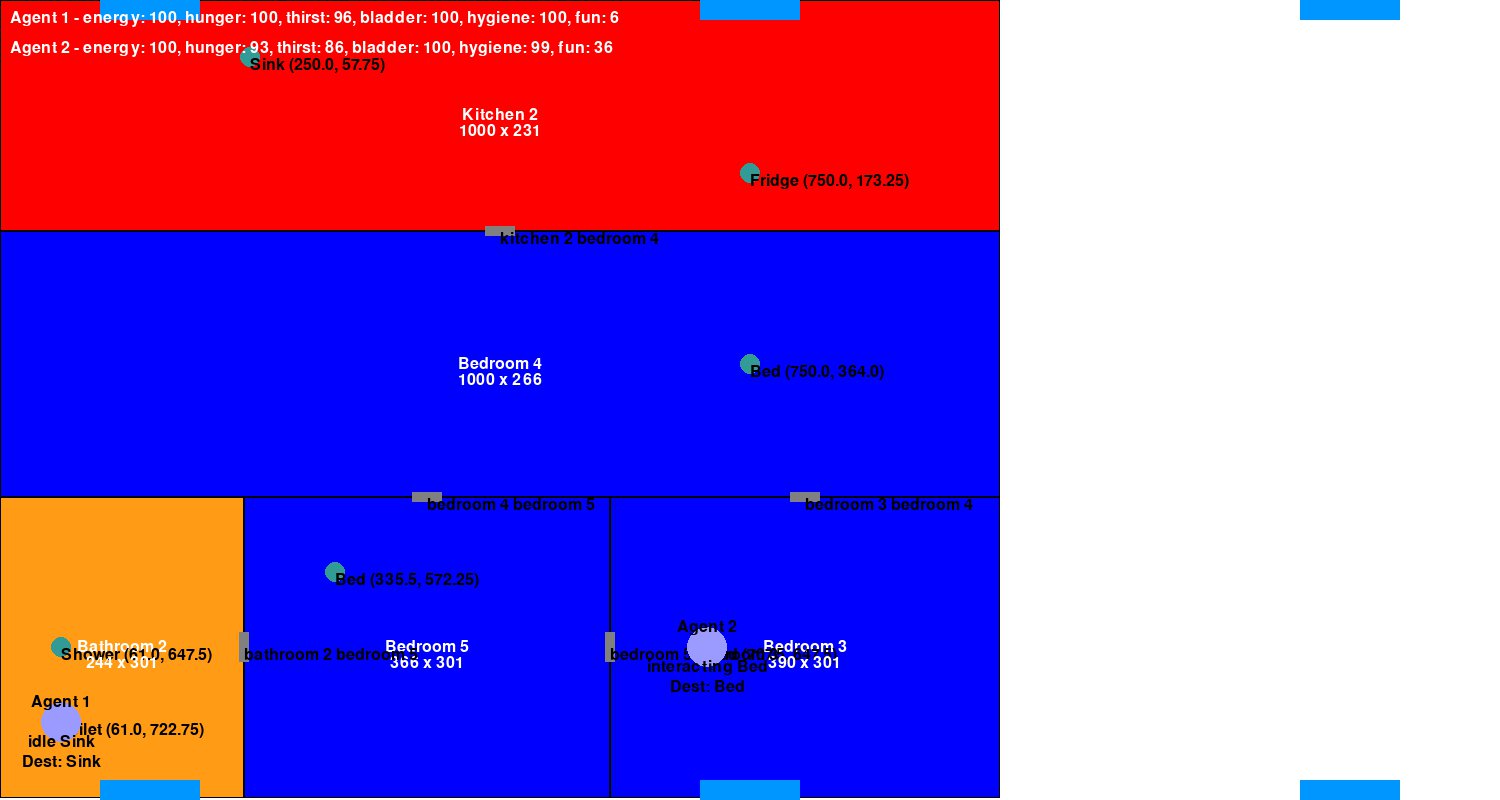 Agent 1 - energy: 100, hunger: 100, thirst: 96, bladder: 100, hygiene: 100, fun: 6
Agent 2 - energy: 100, hunger: 93, thirst: 86, bladder: 100, hygiene: 99, fun: 36
Sink (250.0, 57.75)
Kitchen 2
1000 x 231
Fridge (750.0, 173.25)
kitchen 2 bedroom 4
Bedroom 4
1000 x 266
Bed (750.0, 364.0)
bedroom 4 bedroom 5
bedroom 3 bedroom 4
Bed (335.5, 572.25)
Agent 2
Bathroom 2
244 x 301
Shower (61.0, 647.5)
bathroom 2 bedroom
Bedroom 5
366 x 301
bedroom
Bedroom 3
390 x 301
interacting Bed
Dest: Bed
Agent 1
ilet (61.0, 722.75)
idle Sink
Dest: Sink